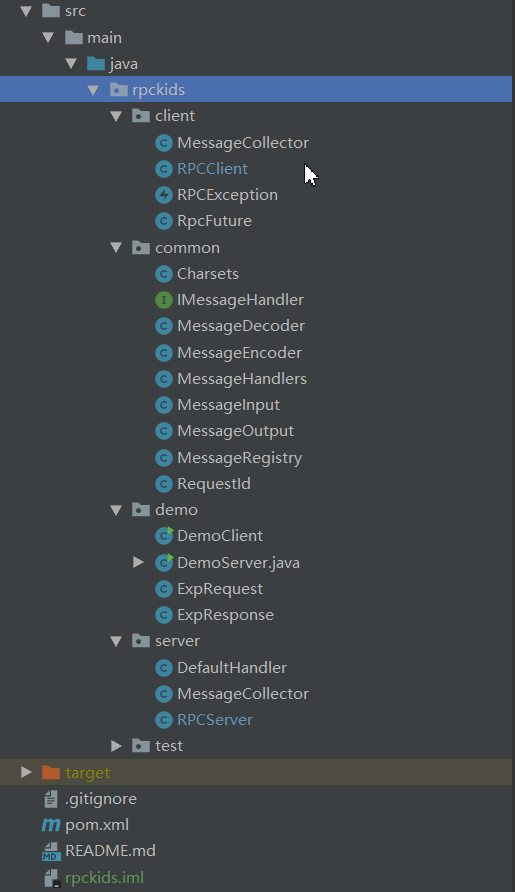 src
main
java
rpckids
client
MessageCollector
RPCClient
RPCException
RpcFuture
common
Charsets
IMessageHandler
MessageDecoder
MessageEncoder
MessageHandlers
MessageInput
MessageOutput
MessageRegistry
RequestId
demo
DemoClient
DemoServer.java
ExpRequest
ExpResponse
server
DefaultHandler
MessageCollector
RPCServer
test
target
.gitignore
pom.xml
README.md
rpckids.iml